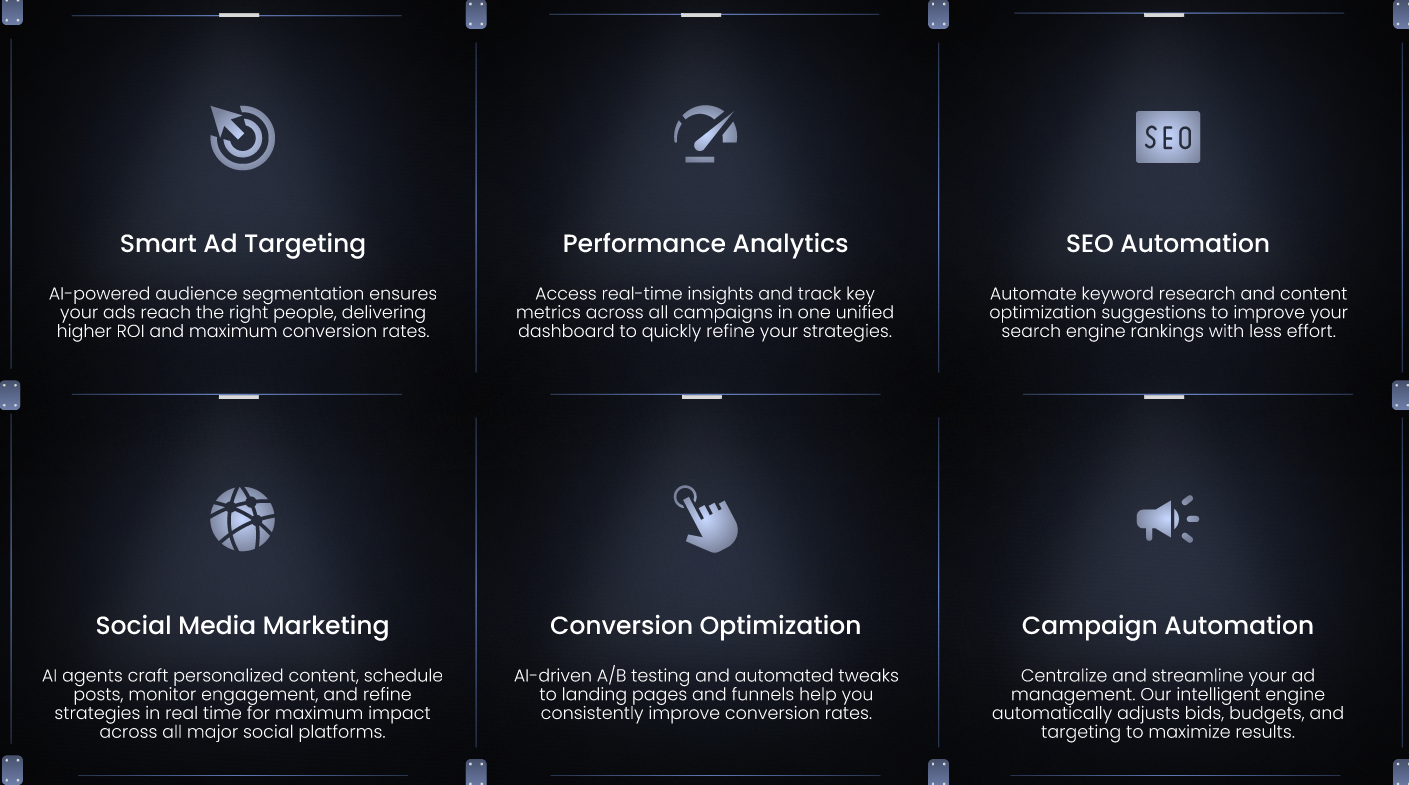 Smart Ad Targeting
AI-powered audience segmentation ensures
your ads reach the right people, delivering
higher ROI and maximum conversion rates.
Performance Analytics
Access real-time insights and track key
metrics across all campaigns in one unified
dashboard to quickly refine your strategies.
SEO
SEO Automation
Automate keyword research and content
optimization suggestions to improve your
search engine rankings with less effort.
Social Media Marketing
AI agents craft personalized content, schedule
posts, monitor engagement, and refine
strategies in real time for maximum impact
across all major social platforms.
Conversion Optimization
AI-driven A/B testing and automated tweaks
to landing pages and funnels help you
consistently improve conversion rates.
Campaign Automation
Centralize and streamline your ad
management. Our intelligent engine
automatically adjusts bids, budgets, and
targeting to maximize results.